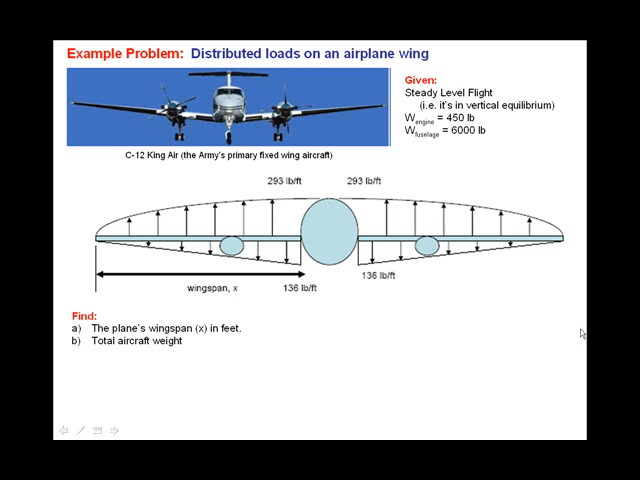 Example Problem: Distributed loads on an airplane wing
Given:
Steady Level Flight
(i.e. it's in vertical equilibrium)
Wengine = 450 lb
Wfuselage = 6000 lb
C-12 King Air (the Army's primary fixed wing aircraft)
293 lb/ft 293 lb/ft
136 lb/ft
wingspan, x 136 lb/ft
Find:
a) The plane's wingspan (x) in feet.
b) Total aircraft weight